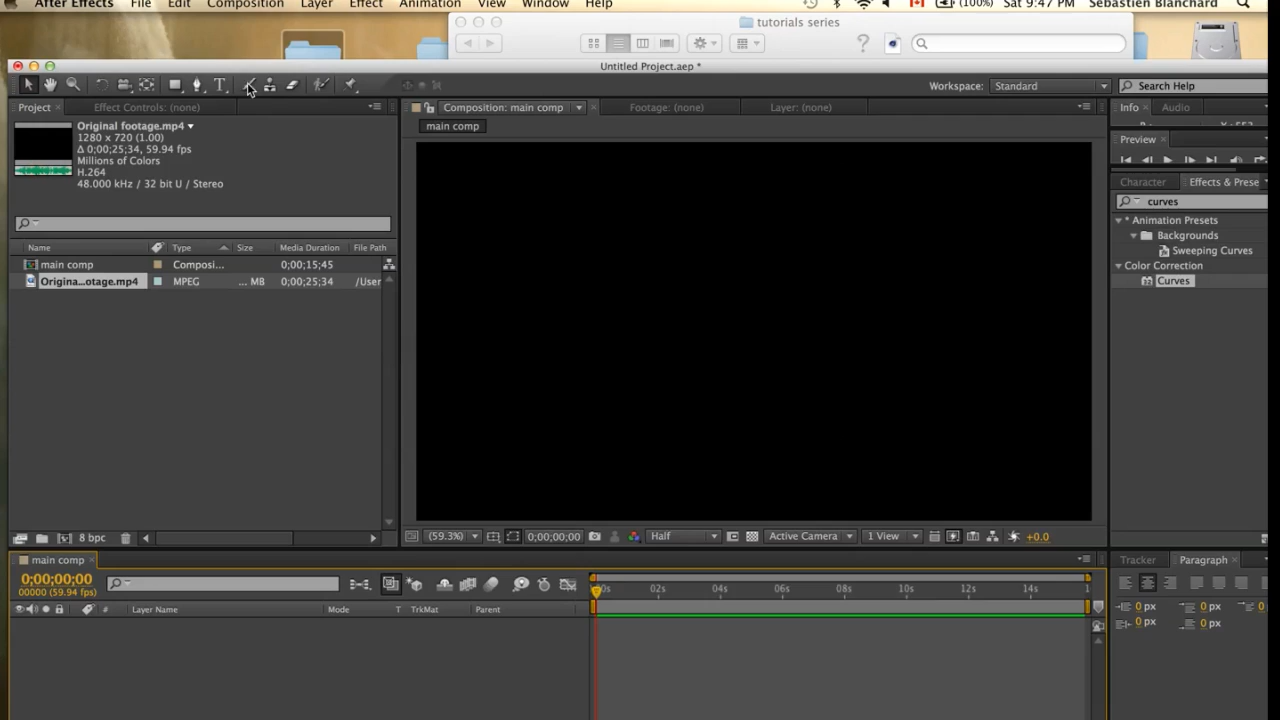 After Effects File Edit Composition Layer Effect Animation View Window Help (100%) Sat 9:47 PM Sebastien Blanchard
tutorials series
Untitled Project.aep *
T Workspace: Standard Search Help
Project Effect Controls: (none) Composition: main comp Footage: (none) Layer: (none) Info Audio
Original footage.mp4
1280 x 720 (1.00)
Δ 0;00;25;34, 59.94 fps
Millions of Colors
H.264
48.000 kHz / 32 bit U / Stereo
main comp
Preview
Character Effects & Prese
curves
* Animation Presets
Backgrounds
Sweeping Curves
Color Correction
Curves
Name Type Size Media Duration File Path
main comp Composi... 0;00;15;45
Origina...otage.mp4 MPEG ... MB 0;00;25;34 /User
8 bpc
(59.3%) 0;00;00;00 Half Active Camera 1 View +0.0
main comp
Tracker Paragraph
0;00;00;00
00000 (59.94 fps)
00s 02s 04s 06s 08s 10s 12s 14s 1
# Layer Name Mode T TrkMat Parent
0 px 0 px 0
0 px 0 px